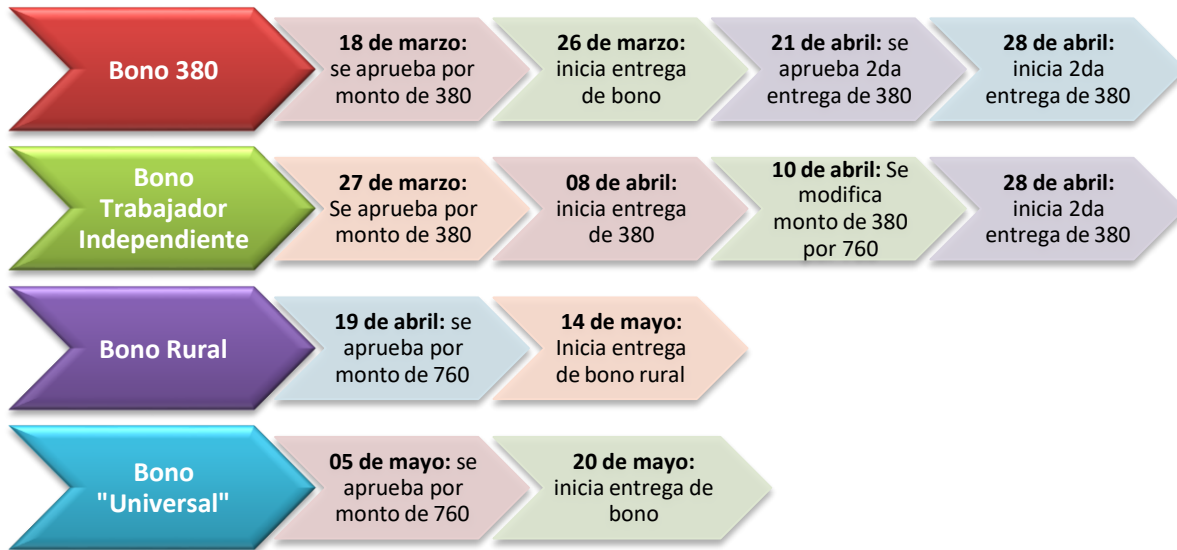 Bono 380
18 de marzo:
se aprueba por
monto de 380
26 de marzo:
inicia entrega
de bono
21 de abril: se
aprueba 2da
entrega de 380
28 de abril:
inicia 2da
entrega de 380
Bono
Trabajador
Independiente
27 de marzo:
Se aprueba por
monto de 380
08 de abril:
inicia entrega
de 380
10 de abril: Se
modifica
monto de 380
por 760
28 de abril:
inicia 2da
entrega de 380
Bono Rural
19 de abril: se
aprueba por
monto de 760
14 de mayo:
Inicia entrega
de bono rural
Bono
"Universal"
05 de mayo: se
aprueba por
monto de 760
20 de mayo:
inicia entrega de
bono